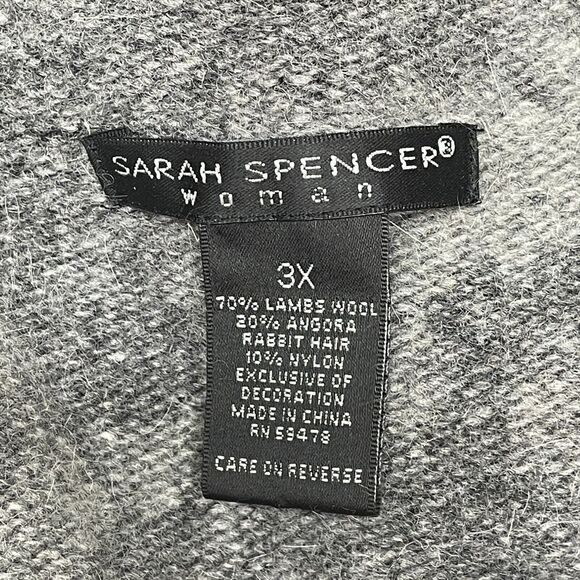 SARAH SPENCER®
woman
3X
70% LAMBS WOOL
20% ANGORA
RABBIT HAIR
10% NYLON
EXCLUSIVE OF
DECORATION
MADE IN CHINA
RN 59478
CARE ON REVERSE